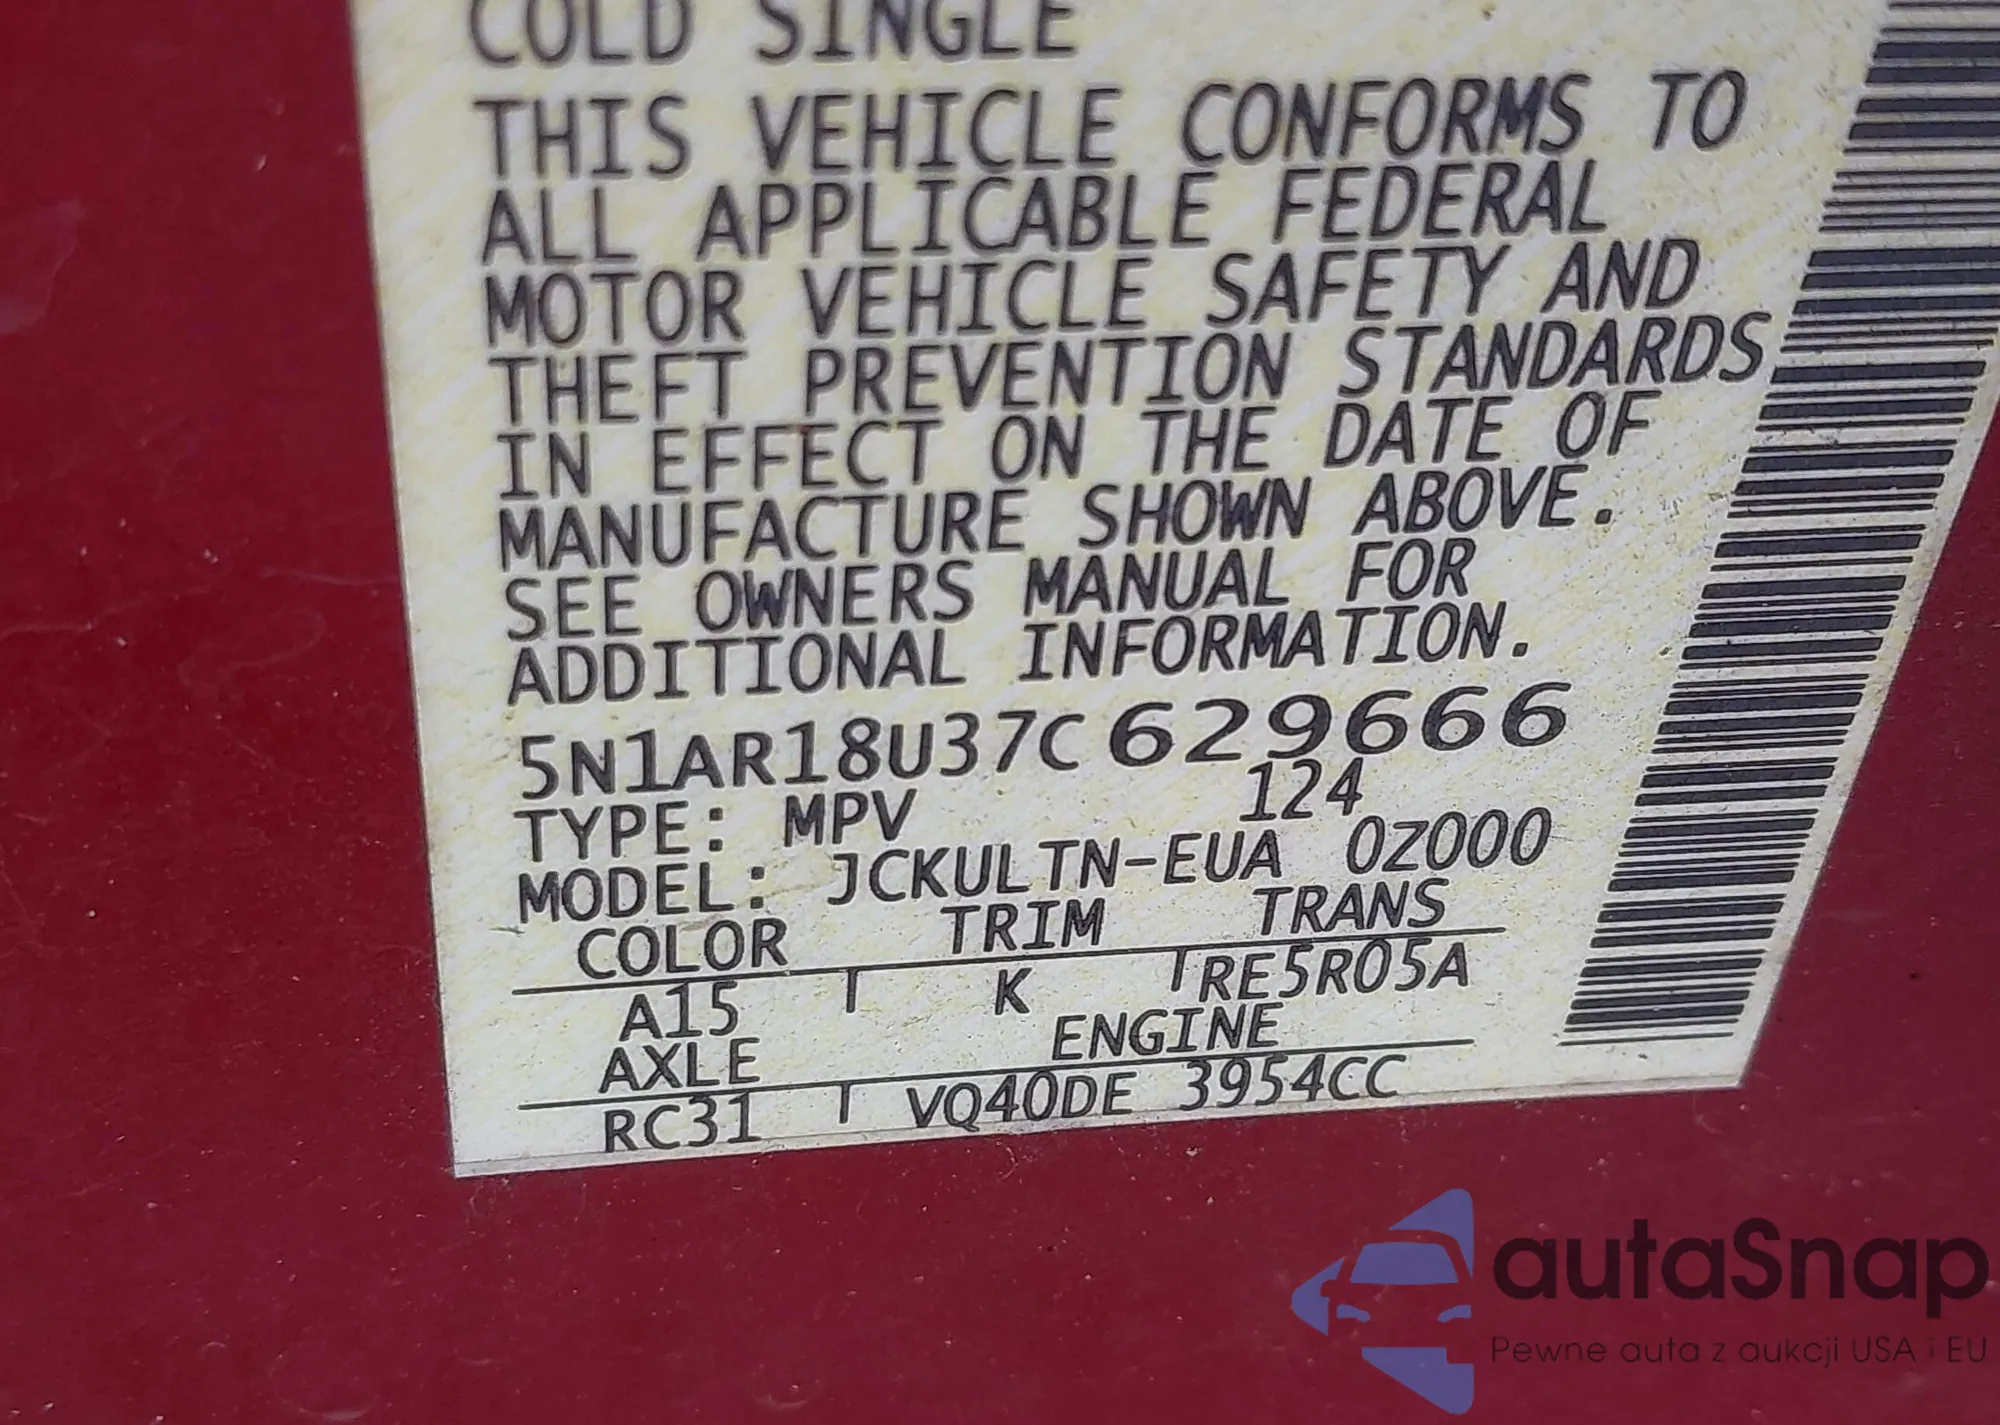 COLD SINGLE
THIS VEHICLE CONFORMS TO
ALL APPLICABLE FEDERAL
MOTOR VEHICLE SAFETY AND
THEFT PREVENTION STANDARDS
IN EFFECT ON THE DATE OF
MANUFACTURE SHOWN ABOVE.
SEE OWNERS MANUAL FOR
ADDITIONAL INFORMATION.
5N1AR18U37C629666
TYPE: MPV 124
MODEL: JCKULTN-EUA 0Z000
COLOR TRIM TRANS
A15 K RE5R05A
AXLE ENGINE
RC31 VQ40DE 3954CC
autaSnap
Pewne auta z aukcji USA i EU